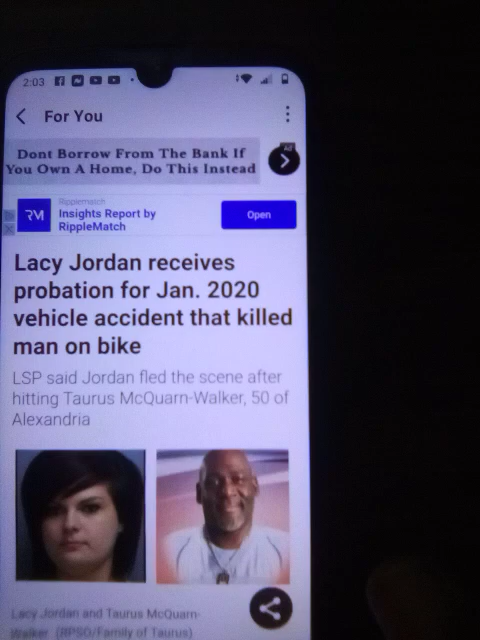 2:03
For You
Ad
Dont Borrow From The Bank If
You Own A Home, Do This Instead
Ripplematch
RM
Insights Report by
RippleMatch
Open
Lacy Jordan receives
probation for Jan. 2020
vehicle accident that killed
man on bike
LSP said Jordan fled the scene after
hitting Taurus McQuarn-Walker, 50 of
Alexandria
Lacy Jordan and Taurus McQuarn-
Walker (RPSO/Family of Taurus)